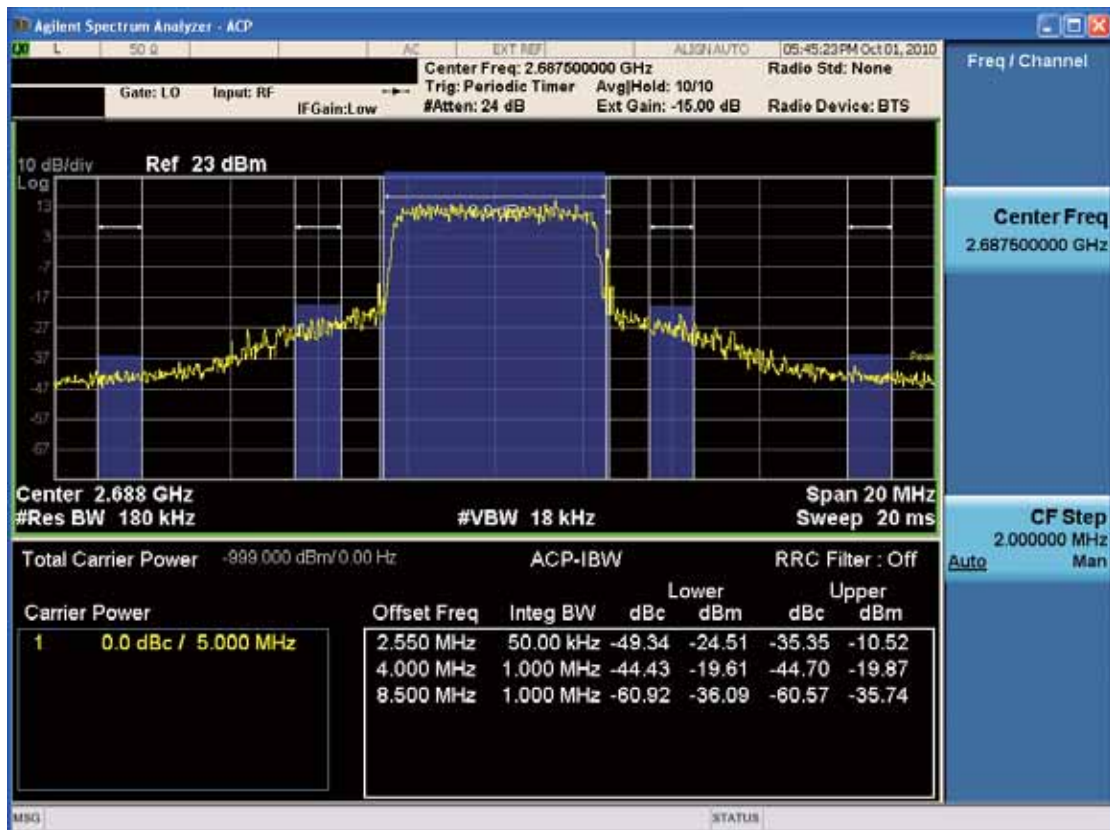 Agilent Spectrum Analyzer - ACP
L 50 Ω AC EXT REF ALIGN AUTO 05:45:23 PM Oct 01, 2010
Center Freq: 2.687500000 GHz Radio Std: None
Gate: LO Input: RF Trig: Periodic Timer Avg|Hold: 10/10
IFGain:Low #Atten: 24 dB Ext Gain: -15.00 dB Radio Device: BTS
10 dB/div Ref 23 dBm
Log
13
3
-7
-17
-27
-37
-47
-57
-67
Center 2.688 GHz Span 20 MHz
#Res BW 180 kHz #VBW 18 kHz Sweep 20 ms
Total Carrier Power -999.000 dBm/ 0.00 Hz ACP-IBW RRC Filter : Off
Lower Upper
Carrier Power Offset Freq Integ BW dBc dBm dBc dBm
1 0.0 dBc / 5.000 MHz 2.550 MHz 50.00 kHz -49.34 -24.51 -35.35 -10.52
4.000 MHz 1.000 MHz -44.43 -19.61 -44.70 -19.87
8.500 MHz 1.000 MHz -60.92 -36.09 -60.57 -35.74
MSG STATUS
Freq / Channel
Center Freq
2.687500000 GHz
CF Step
2.000000 MHz
Auto Man